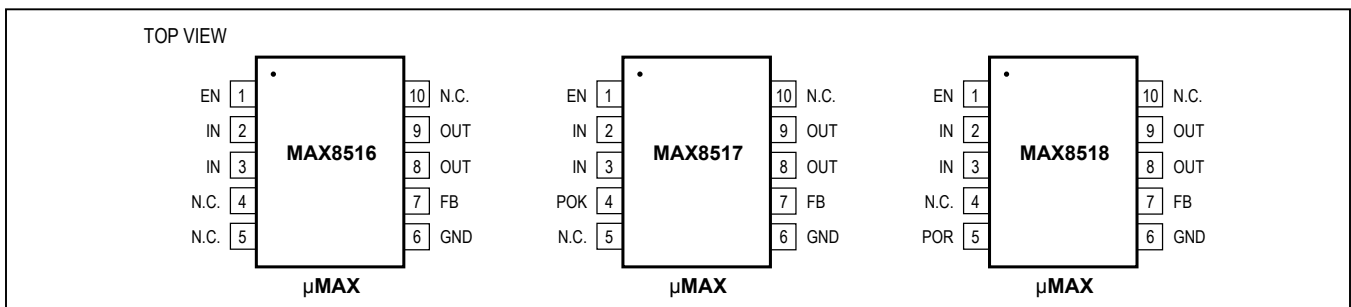 TOP VIEW
EN 1 10 N.C. EN 1 10 N.C. EN 1 10 N.C.
IN 2 9 OUT IN 2 9 OUT IN 2 9 OUT
MAX8516 MAX8517 MAX8518
IN 3 8 OUT IN 3 8 OUT IN 3 8 OUT
N.C. 4 7 FB POK 4 7 FB N.C. 4 7 FB
N.C. 5 6 GND N.C. 5 6 GND POR 5 6 GND
µMAX µMAX µMAX